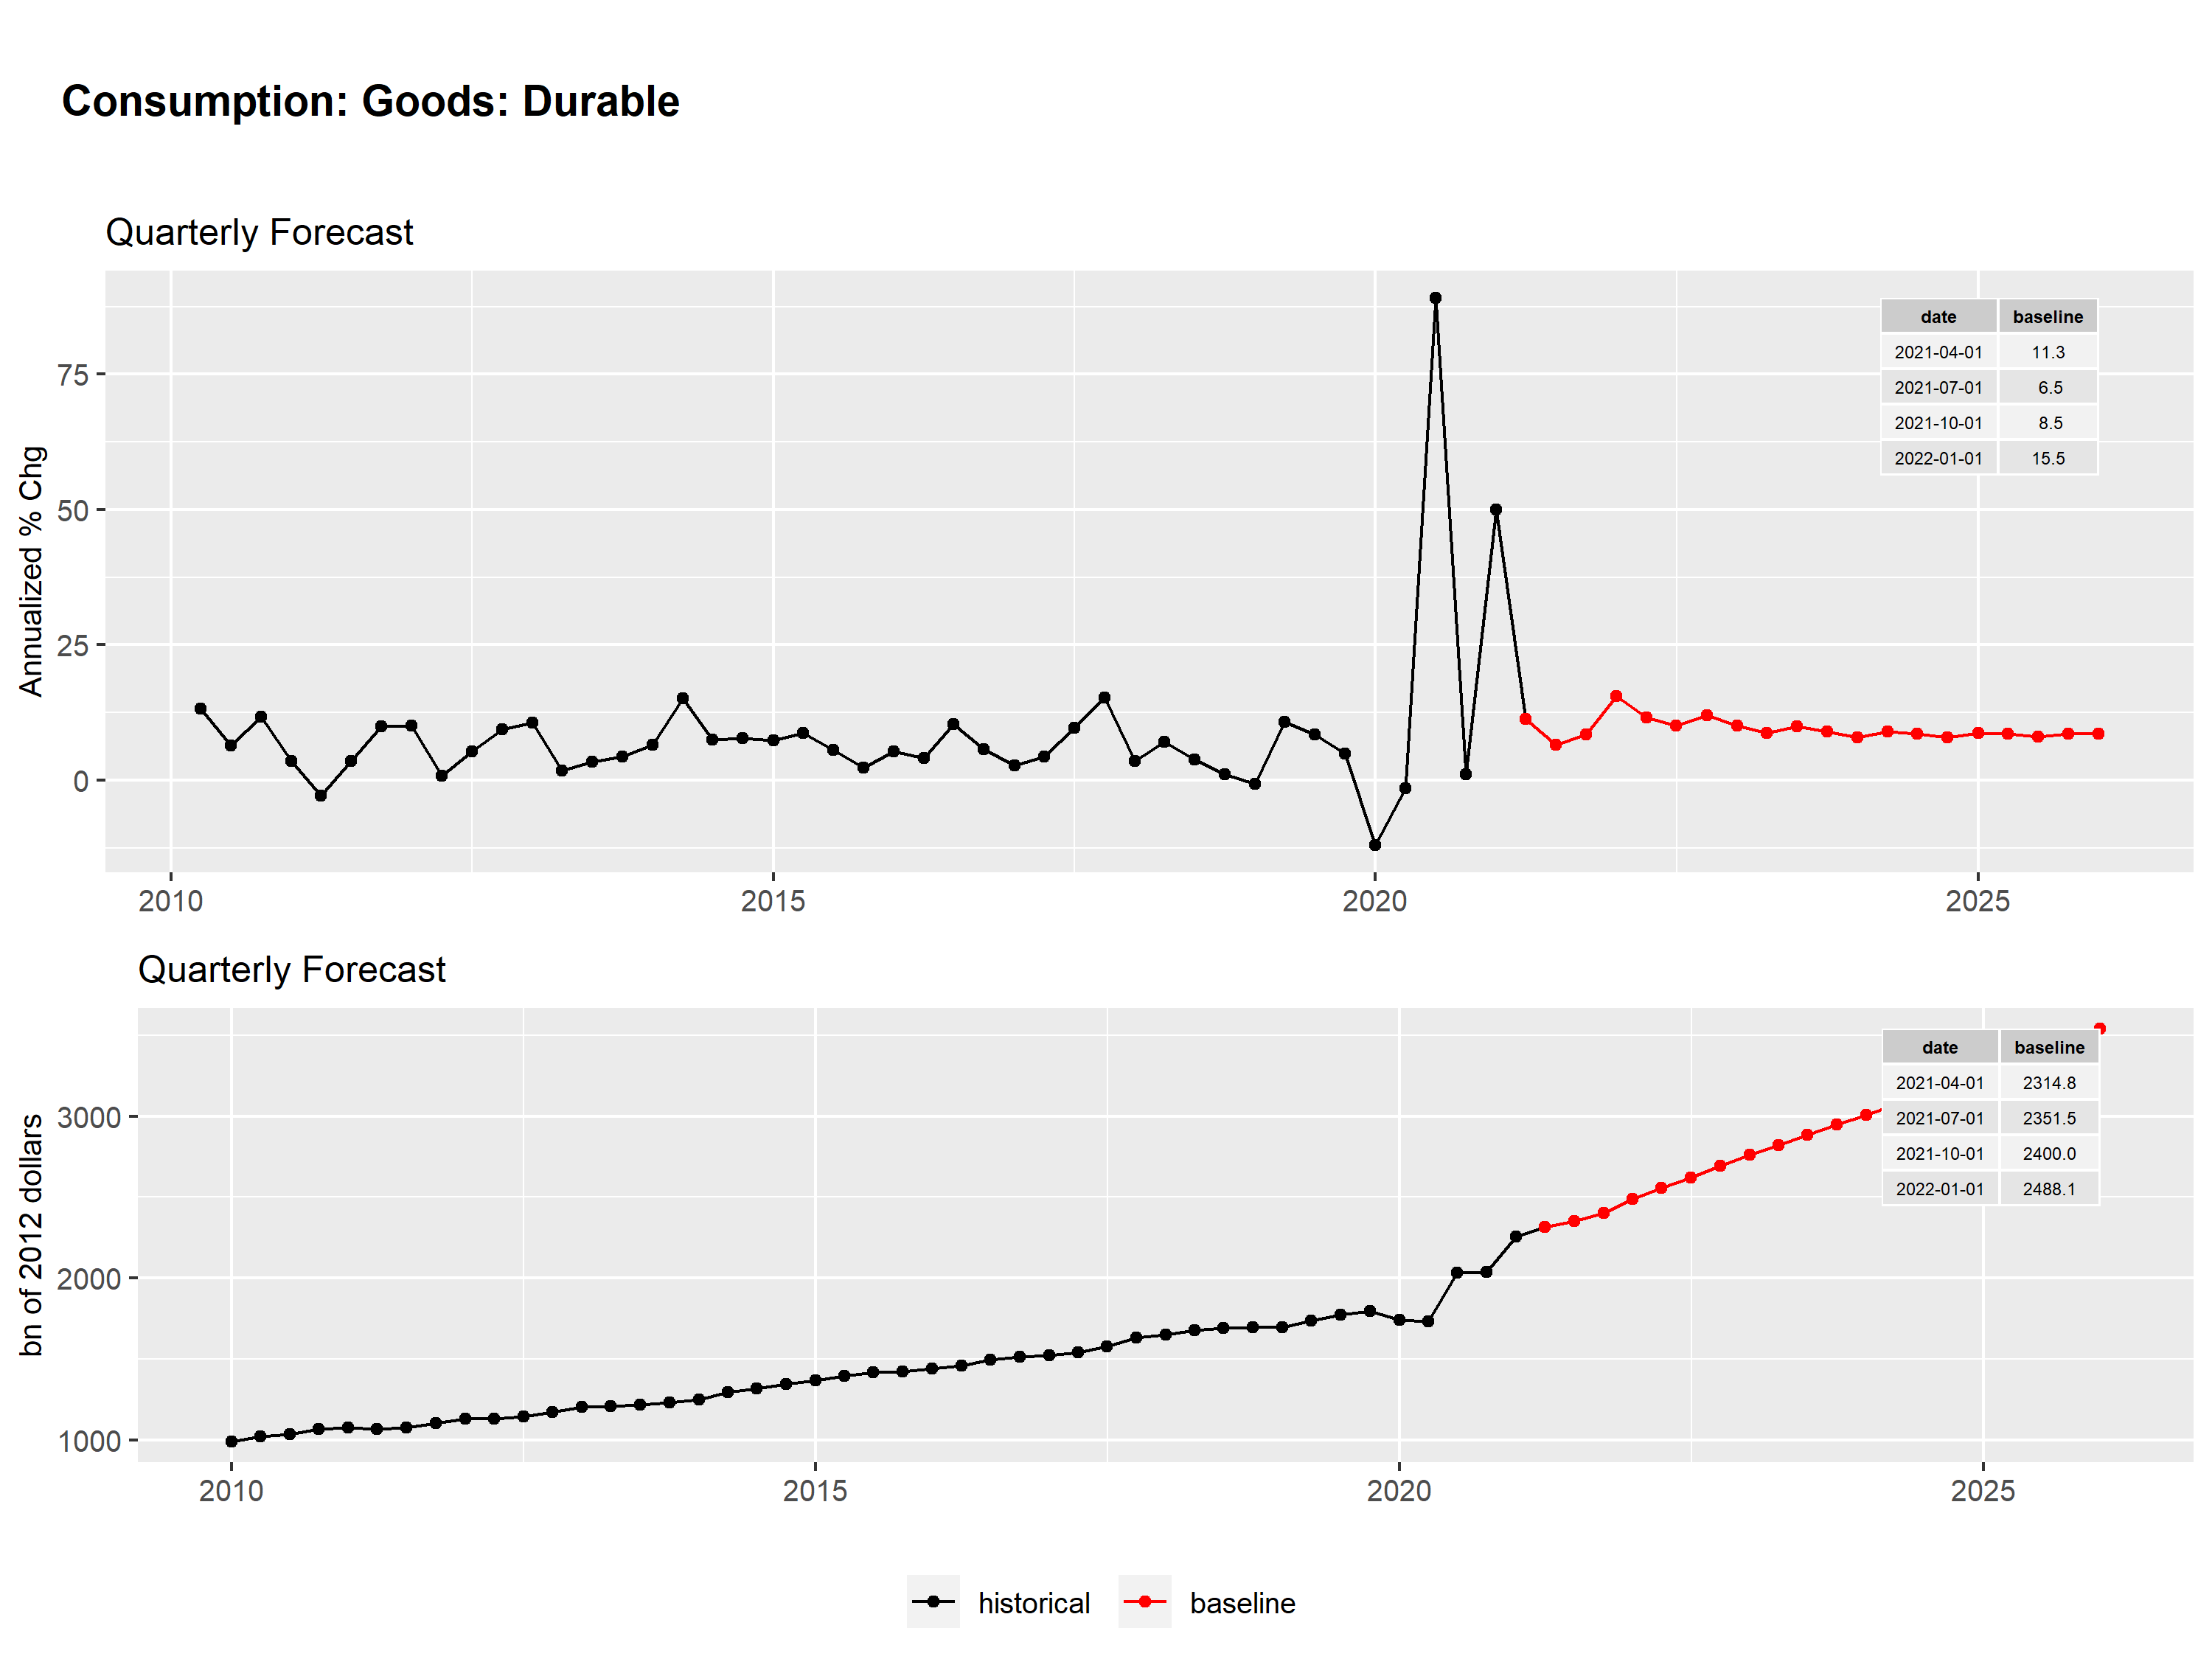 Consumption: Goods: Durable
Quarterly Forecast
Annualized % Chg
75
50
25
0
2010 2015 2020 2025
date baseline
2021-04-01 11.3
2021-07-01 6.5
2021-10-01 8.5
2022-01-01 15.5
Quarterly Forecast
bn of 2012 dollars
3000
2000
1000
2010 2015 2020 2025
date baseline
2021-04-01 2314.8
2021-07-01 2351.5
2021-10-01 2400.0
2022-01-01 2488.1
historical baseline